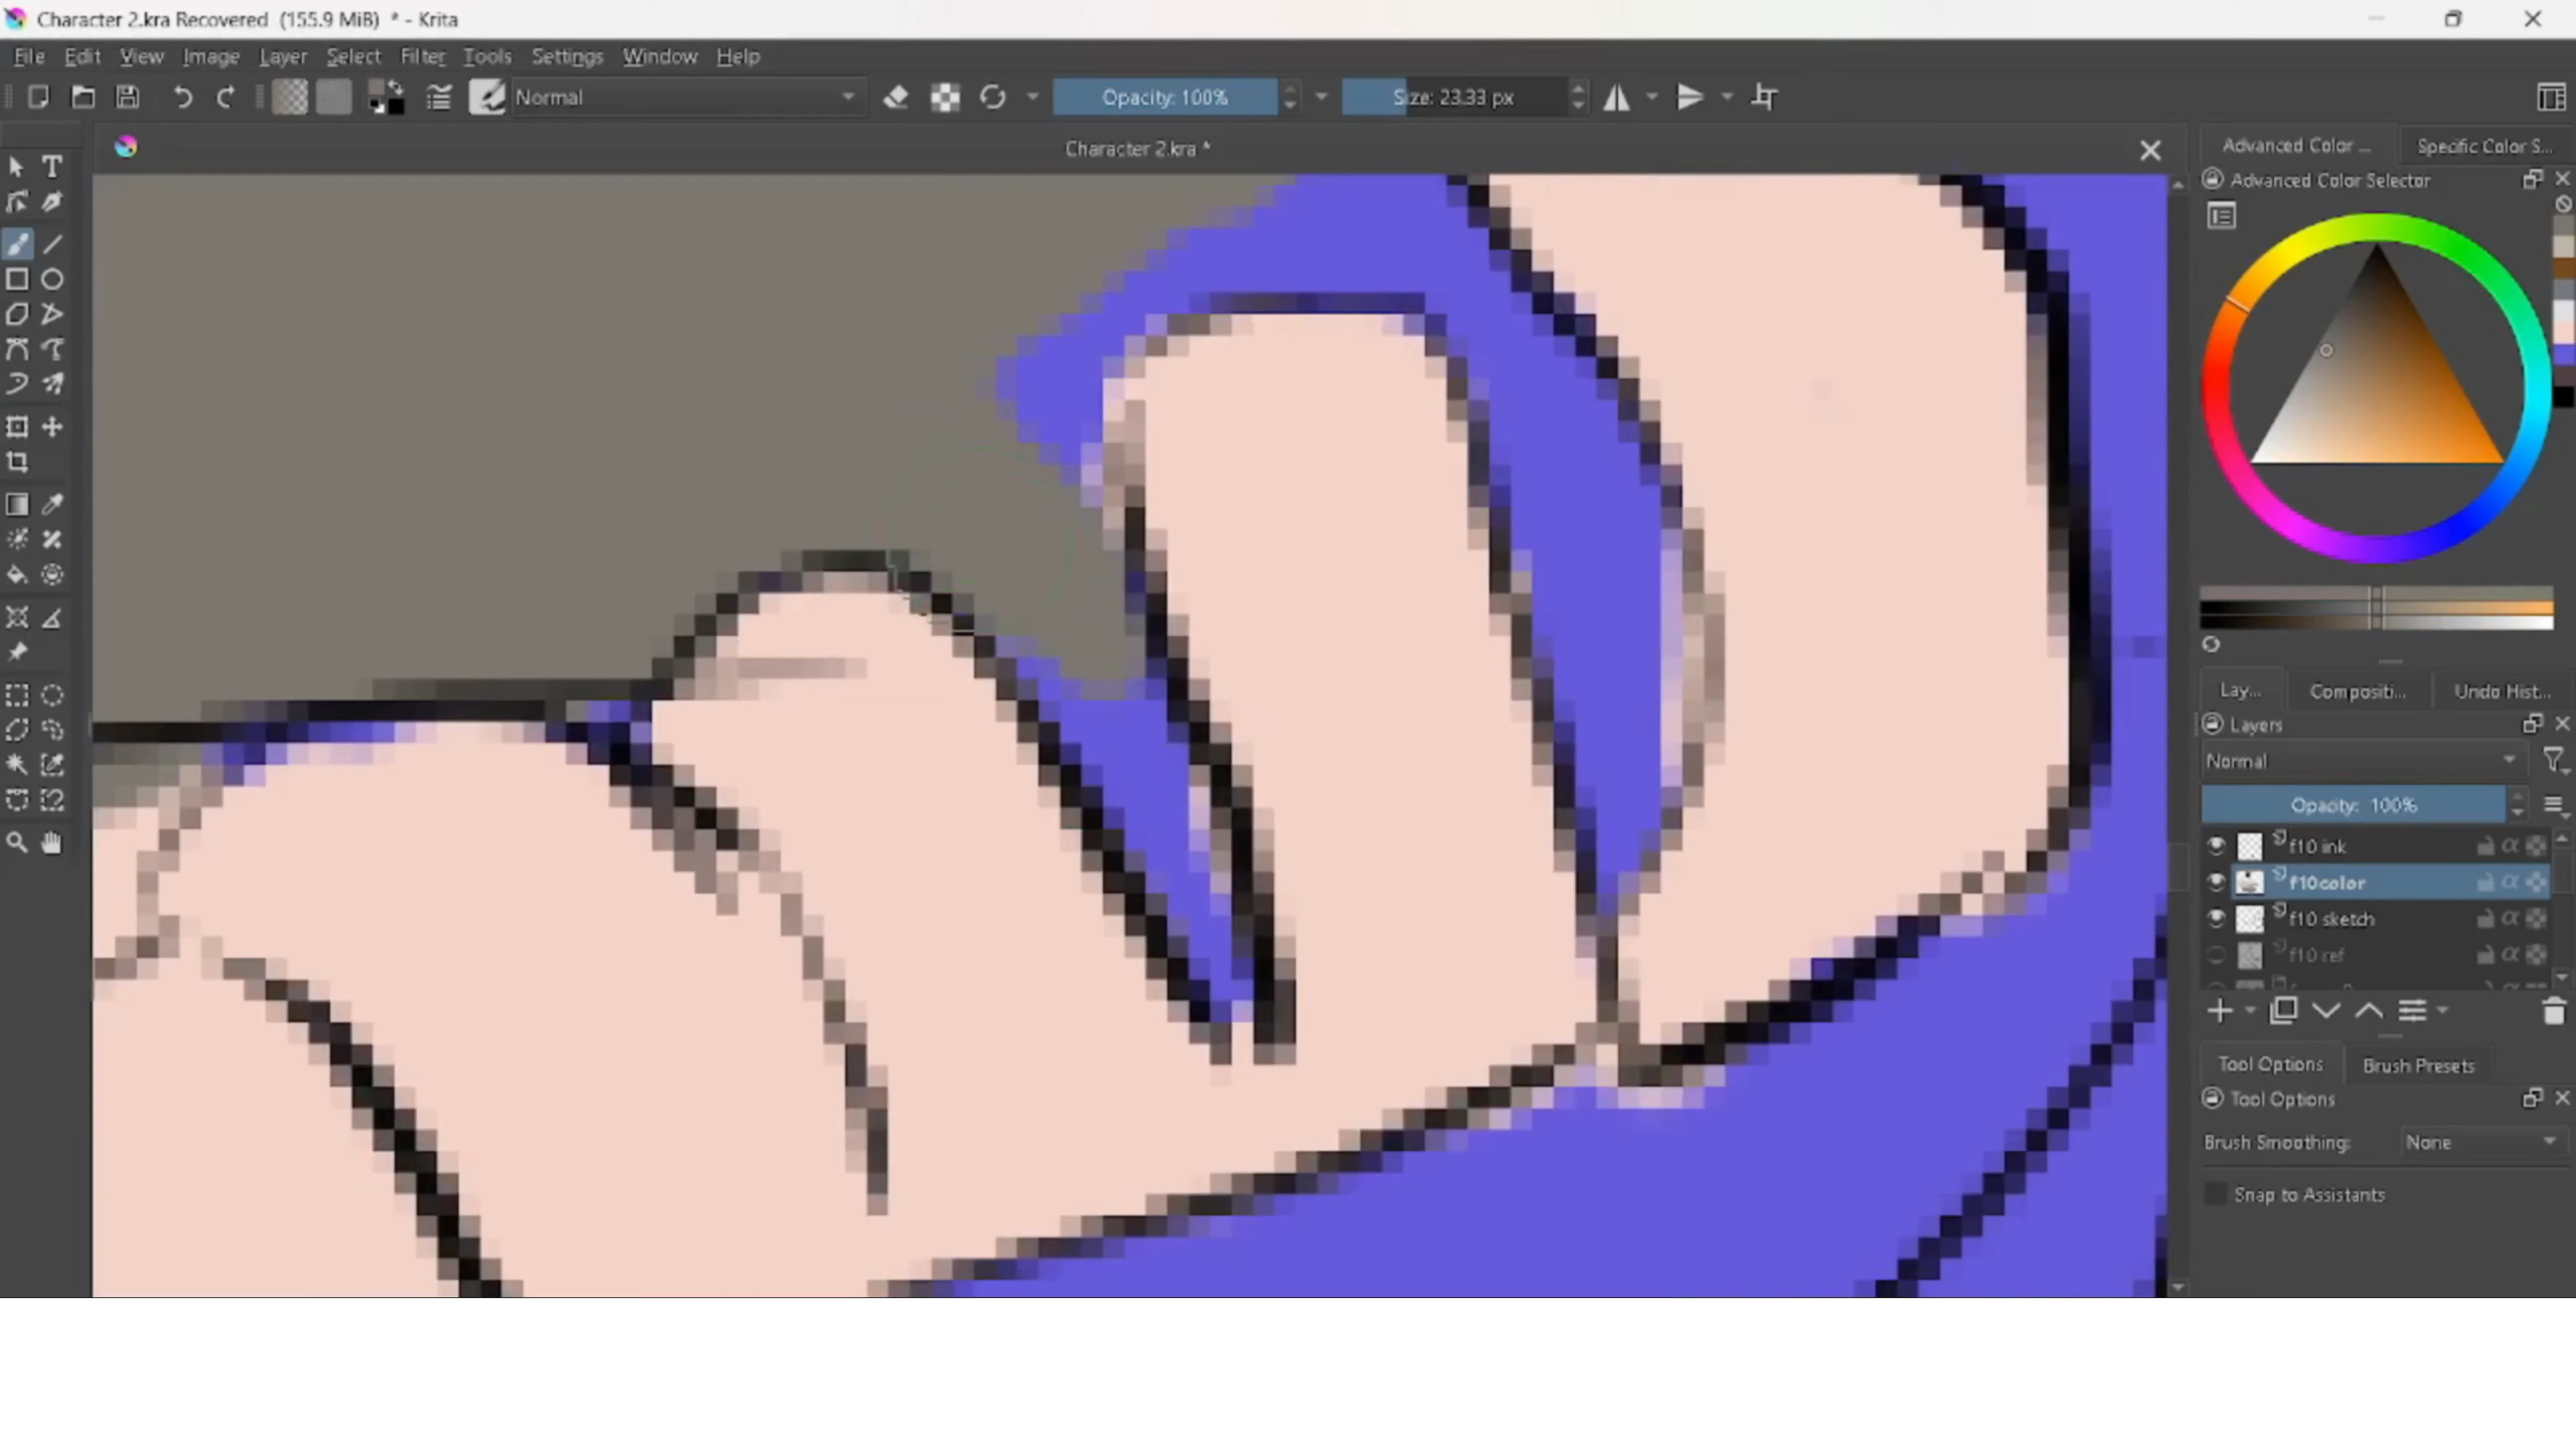 Character 2.kra Recovered (155.9 MiB) * - Krita
File Edit View Image Layer Select Filter Tools Settings Window Help
Normal
Opacity: 100%
Size: 23.33 px
Character 2.kra *
Advanced Color ...
Specific Color S...
Advanced Color Selector
Lay...
Compositi...
Undo Hist...
Layers
Normal
Opacity: 100%
f10 ink
f10color
f10 sketch
f10 ref
Tool Options
Brush Presets
Tool Options
Brush Smoothing:
None
Snap to Assistants